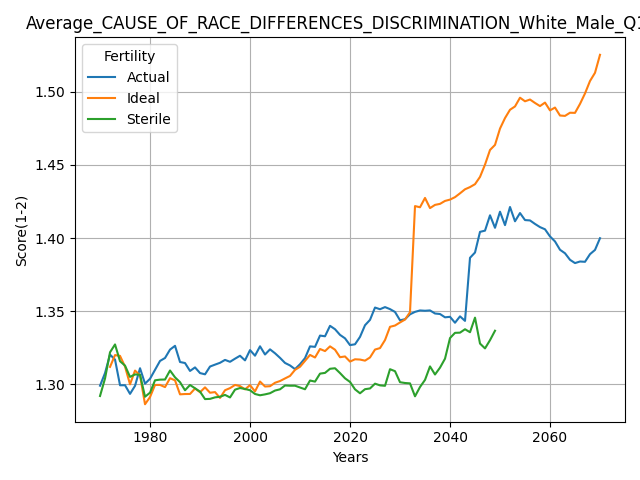 Average_CAUSE_OF_RACE_DIFFERENCES_DISCRIMINATION_White_Male_Q1
Fertility
Actual
Ideal
Sterile
1.50
1.45
1.40
1.35
1.30
Score(1-2)
1980
2000
2020
2040
2060
Years